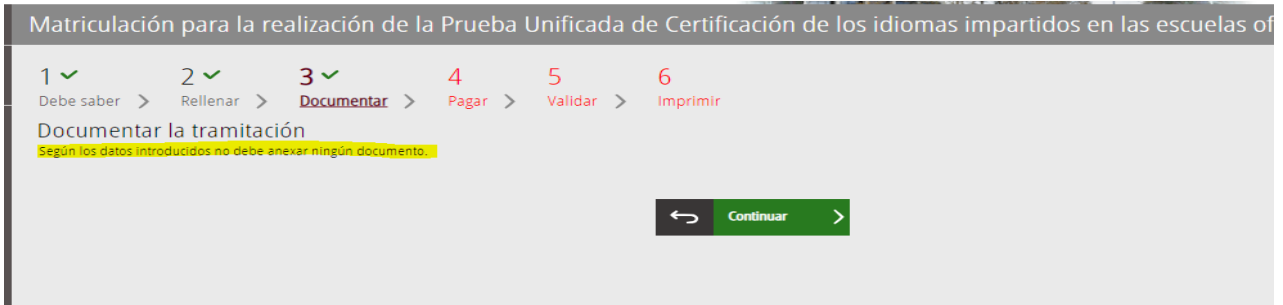 Matriculación para la realización de la Prueba Unificada de Certificación de los idiomas impartidos en las escuelas of
1 2 3 4 5 6
Debe saber > Rellenar > Documentar > Pagar > Validar > Imprimir
Documentar la tramitación
Según los datos introducidos no debe anexar ningún documento.
Continuar